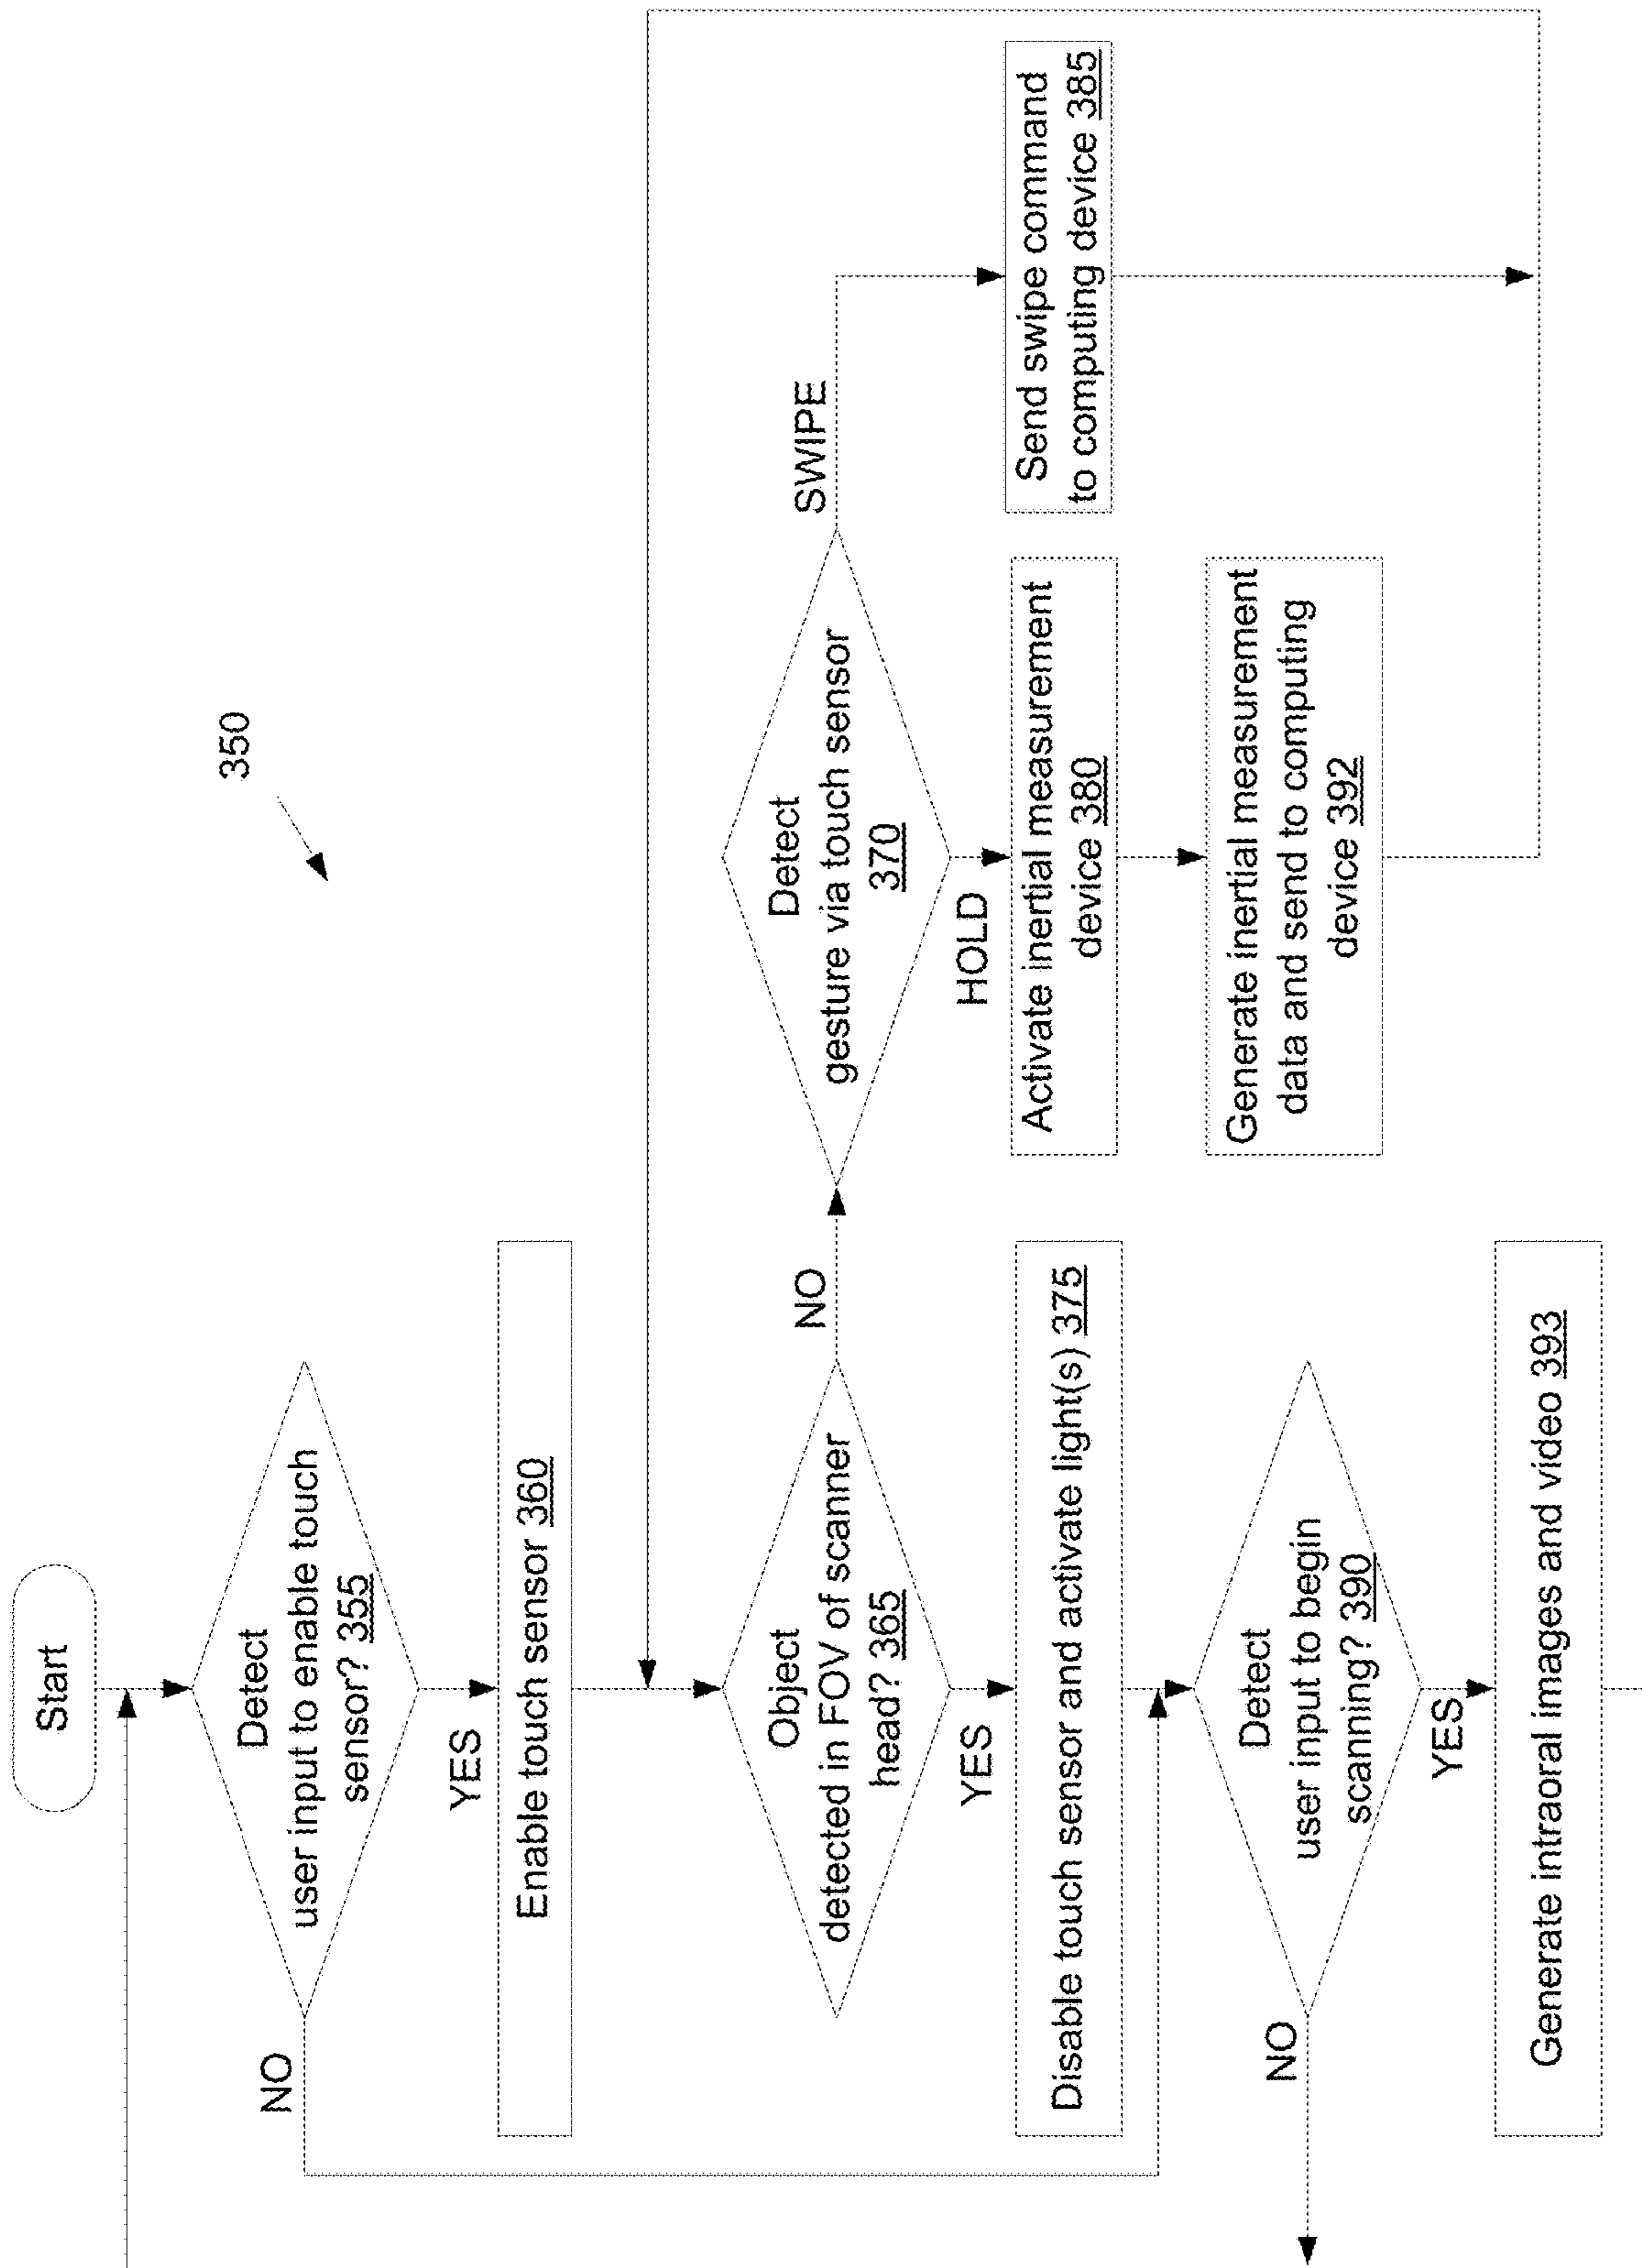 350
Start
Detect
user input to enable touch
sensor? 355
NO
YES
Enable touch sensor 360
Object
detected in FOV of scanner
head? 365
NO
YES
Detect
gesture via touch sensor
370
SWIPE
HOLD
Disable touch sensor and activate light(s) 375
Activate inertial measurement
device 380
Send swipe command
to computing device 385
Detect
user input to begin
scanning? 390
NO
YES
Generate inertial measurement
data and send to computing
device 392
Generate intraoral images and video 393